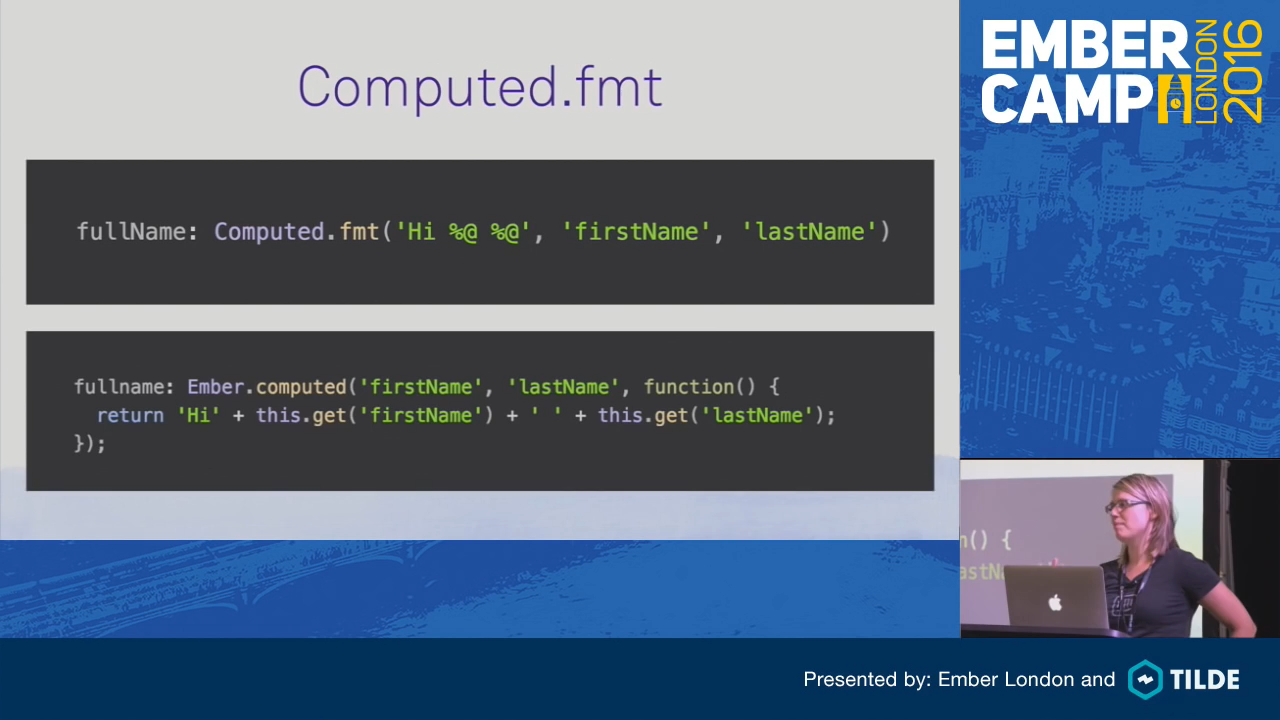 Computed.fmt
fullName: Computed.fmt('Hi %@ %@', 'firstName', 'lastName')
fullname: Ember.computed('firstName', 'lastName', function() {
return 'Hi' + this.get('firstName') + ' ' + this.get('lastName');
});
EMBER
CAMP
LONDON
2016
n() {
astNa
Presented by: Ember London and
TILDE